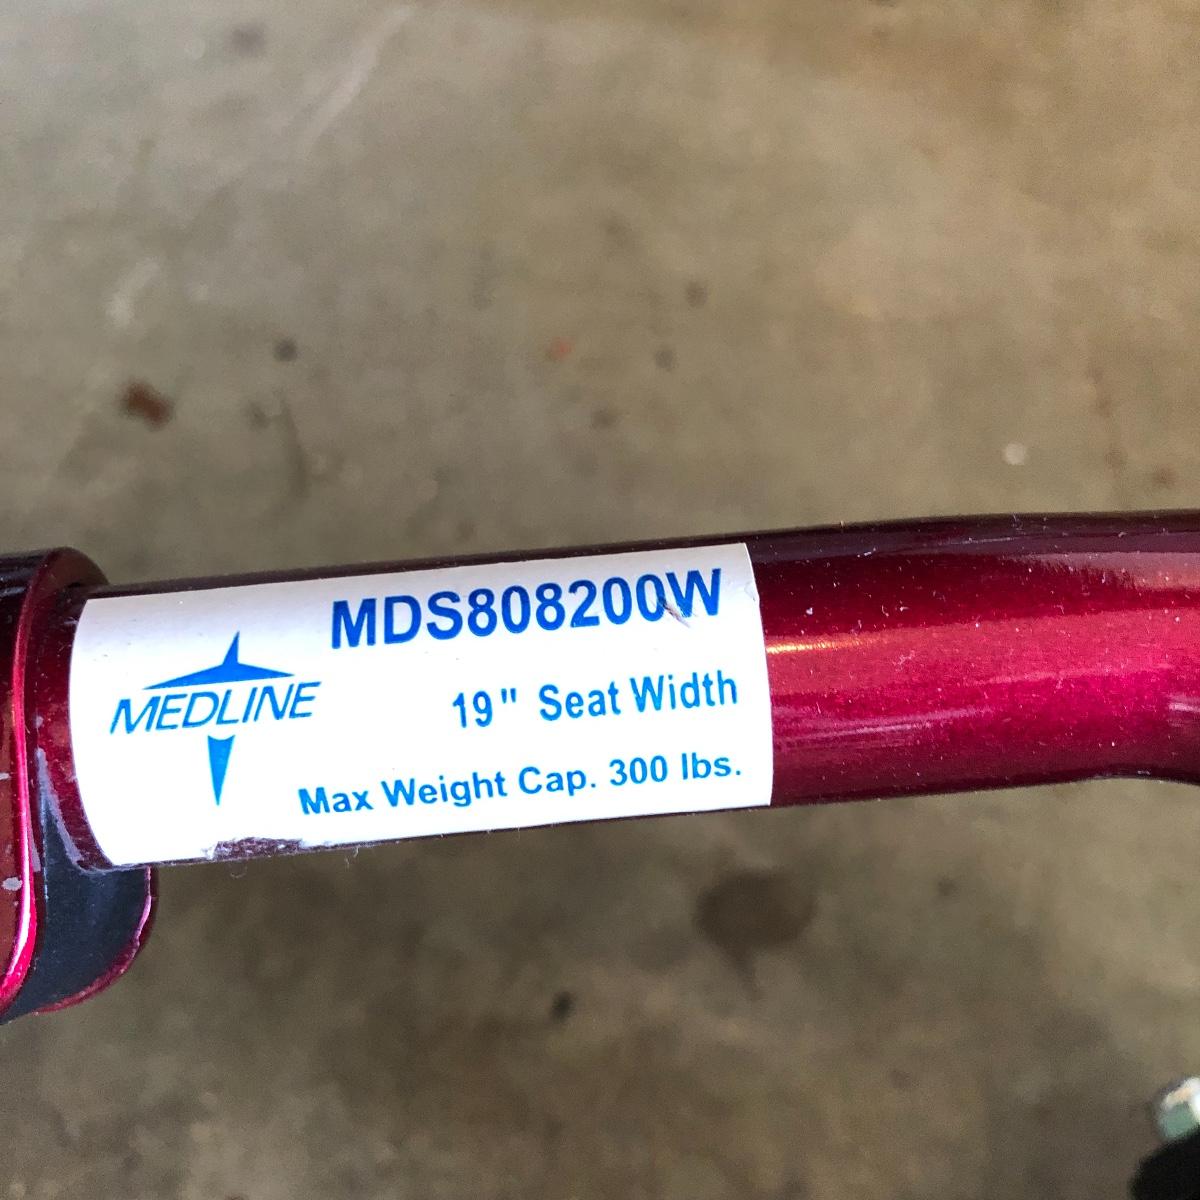 MDS808200W
MEDLINE
19" Seat Width
Max Weight Cap. 300 lbs.